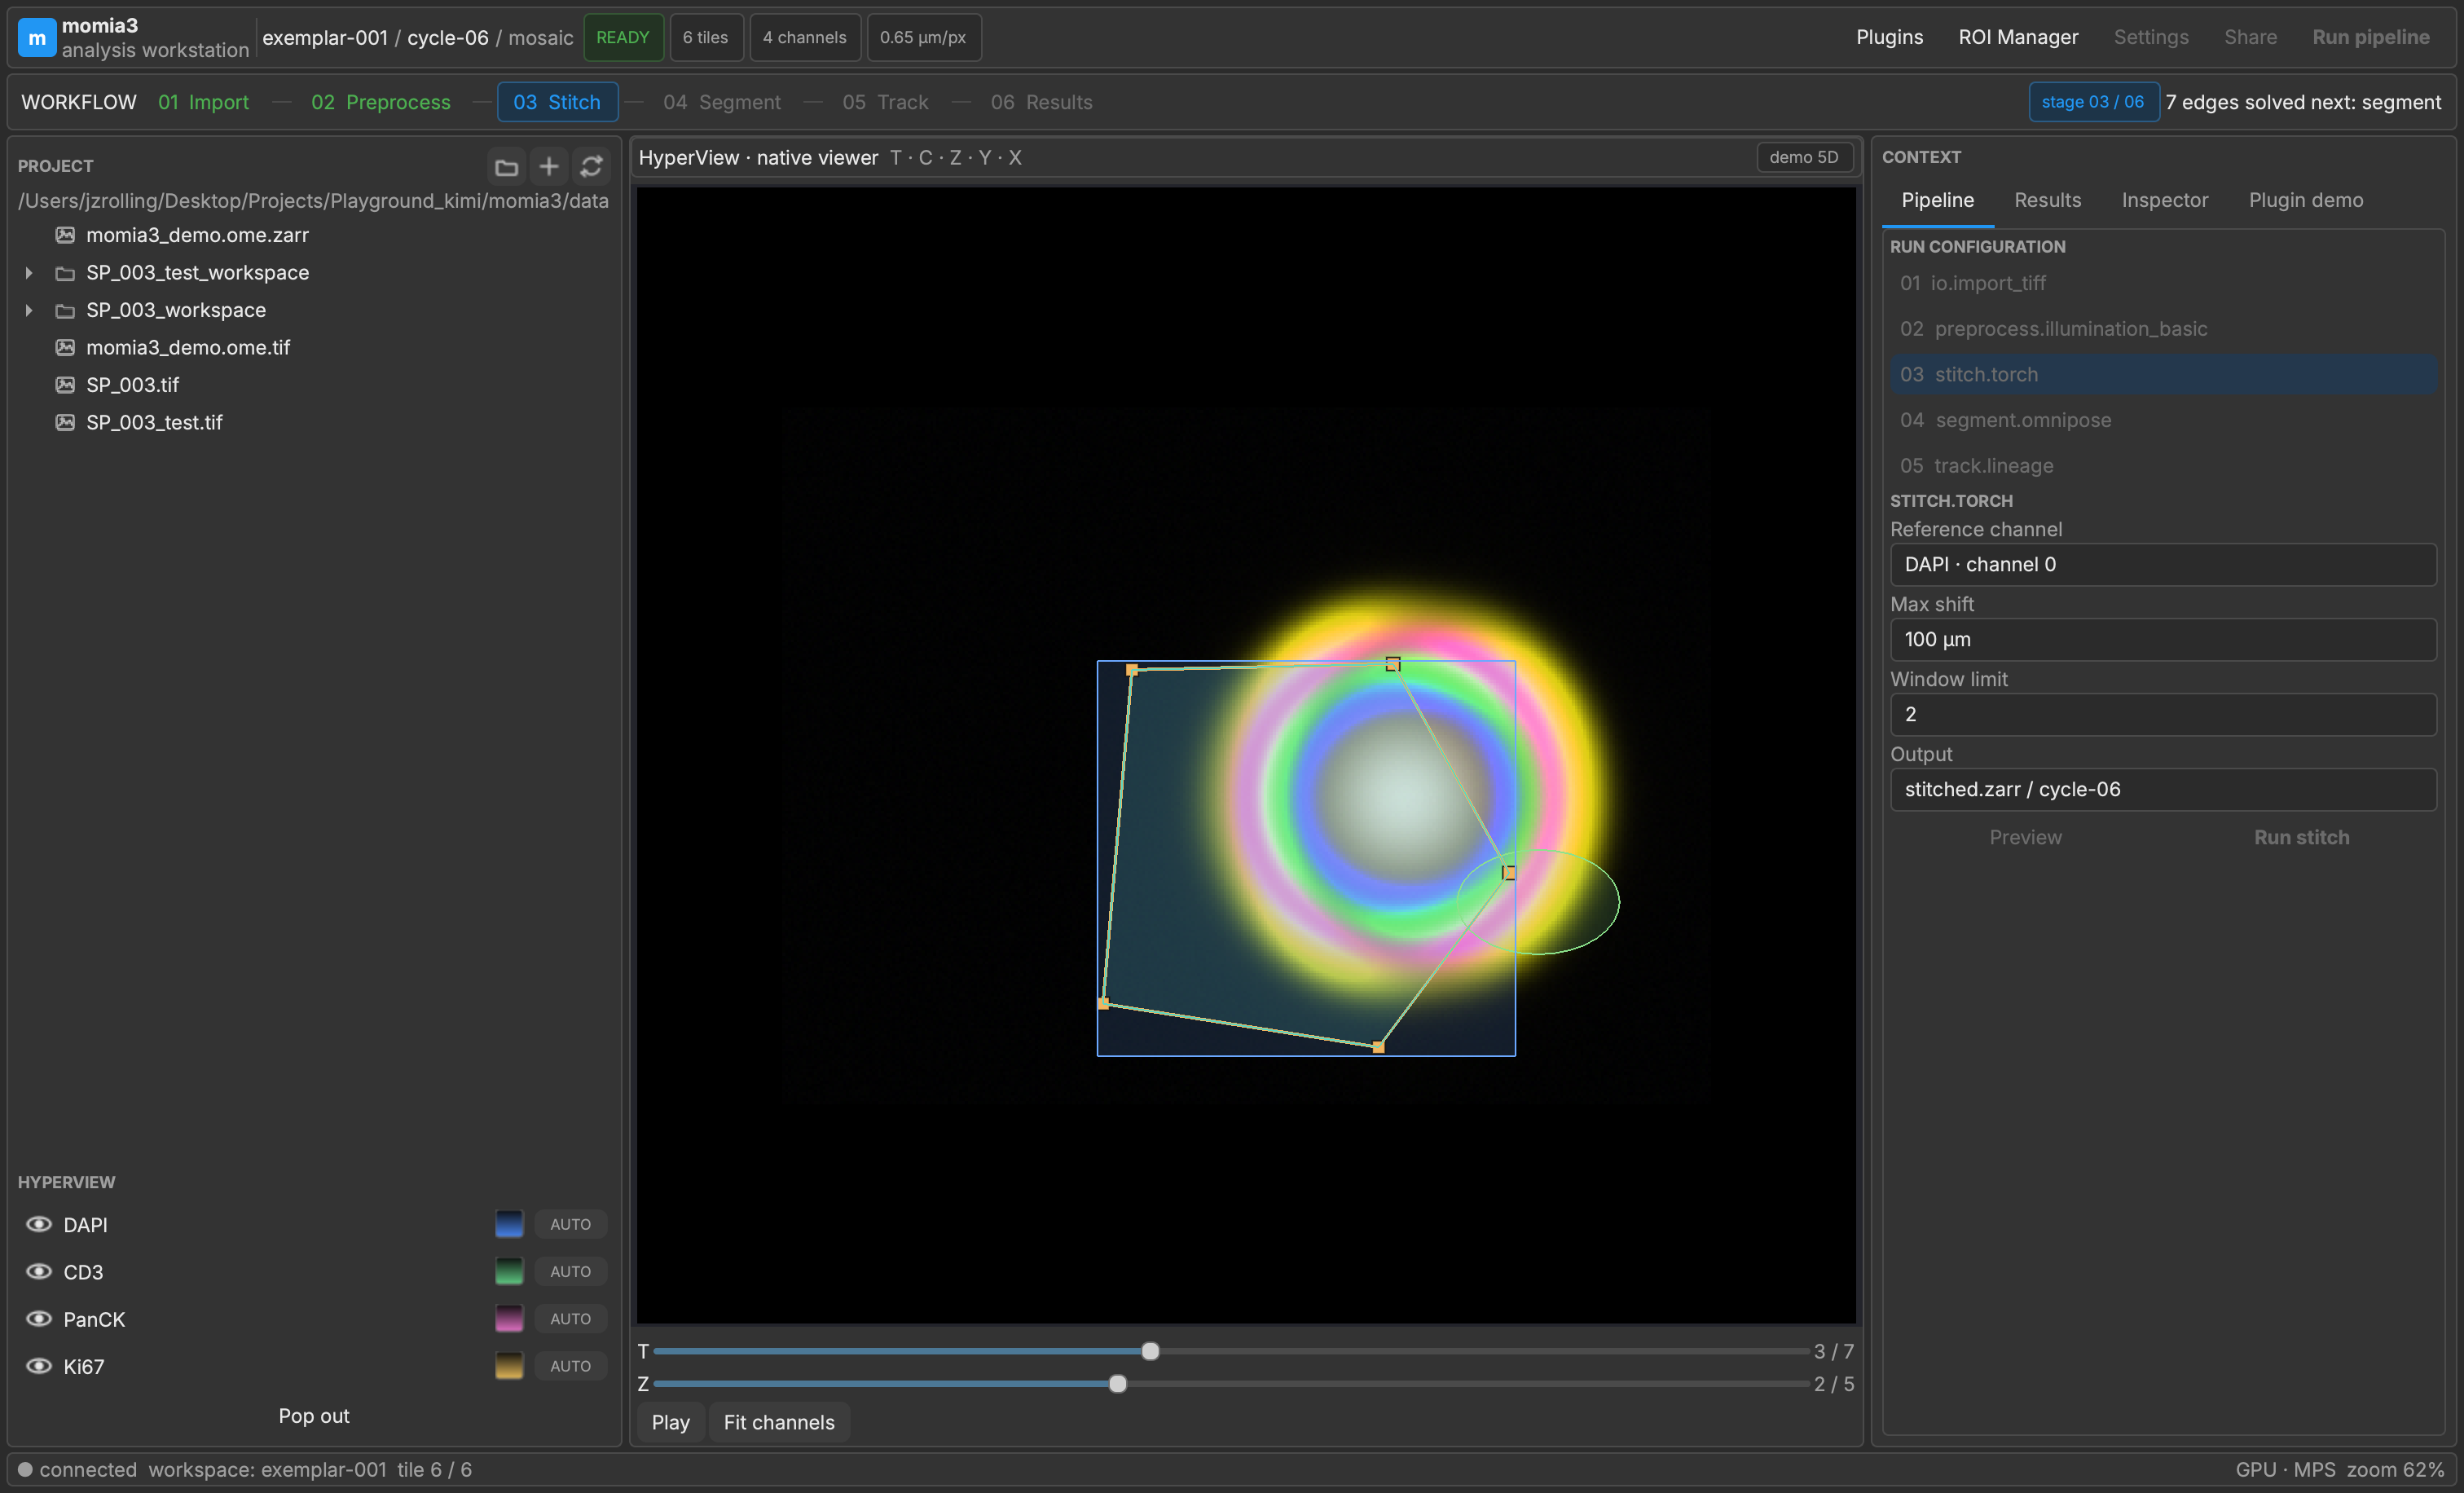 m momia3
analysis workstation
exemplar-001 / cycle-06 / mosaic
READY
6 tiles
4 channels
0.65 µm/px
Plugins
ROI Manager
Settings
Share
Run pipeline
WORKFLOW
01 Import
02 Preprocess
03 Stitch
04 Segment
05 Track
06 Results
stage 03 / 06
7 edges solved next: segment
PROJECT
/Users/jzrolling/Desktop/Projects/Playground_kimi/momia3/data
momia3_demo.ome.zarr
SP_003_test_workspace
SP_003_workspace
momia3_demo.ome.tif
SP_003.tif
SP_003_test.tif
HYPERVIEW
DAPI AUTO
CD3 AUTO
PanCK AUTO
Ki67 AUTO
Pop out
HyperView · native viewer T · C · Z · Y · X
demo 5D
T 3 / 7
Z 2 / 5
Play
Fit channels
CONTEXT
Pipeline
Results
Inspector
Plugin demo
RUN CONFIGURATION
01 io.import_tiff
02 preprocess.illumination_basic
03 stitch.torch
04 segment.omnipose
05 track.lineage
STITCH.TORCH
Reference channel
DAPI · channel 0
Max shift
100 µm
Window limit
2
Output
stitched.zarr / cycle-06
Preview
Run stitch
connected workspace: exemplar-001 tile 6 / 6
GPU · MPS zoom 62%